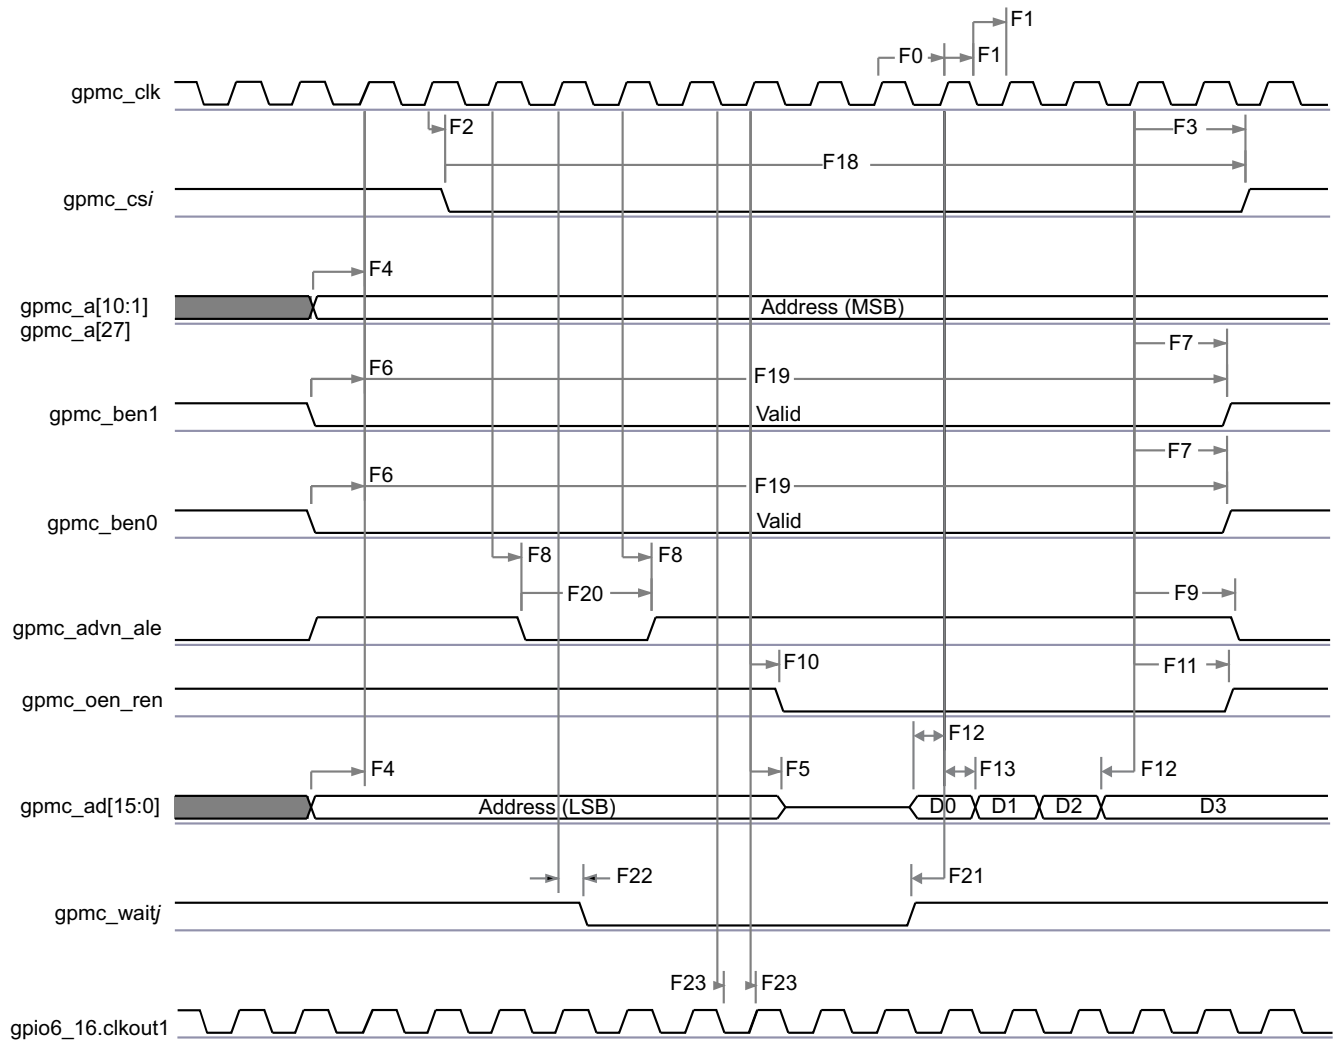 F1
F0 F1
gpmc_clk
F2 F3
F18
gpmc_csi
F4
gpmc_a[10:1] Address (MSB)
gpmc_a[27]
F7
F6 F19
gpmc_ben1 Valid
F7
F6 F19
gpmc_ben0 Valid
F8 F8
F20 F9
gpmc_advn_ale
F10 F11
gpmc_oen_ren
F12
F4 F5 F13 F12
gpmc_ad[15:0] Address (LSB) D0 D1 D2 D3
F22 F21
gpmc_waitj
F23 F23
gpio6_16.clkout1